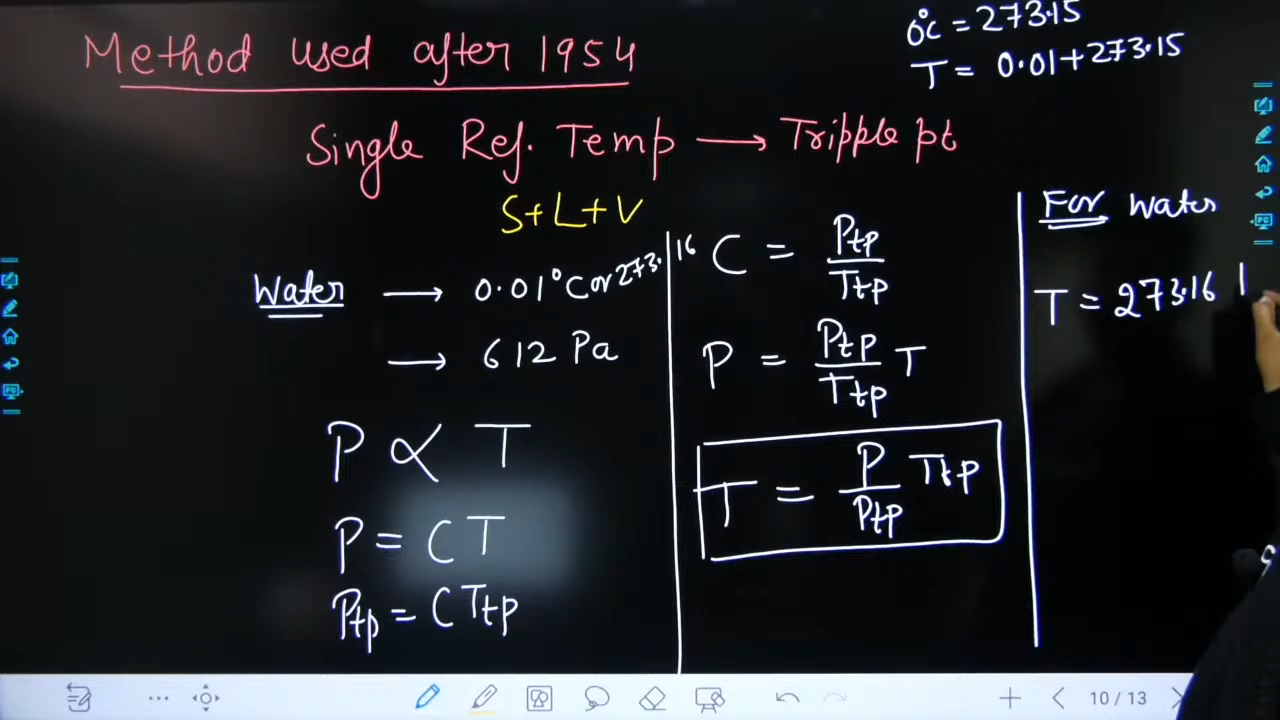 0°C = 273.15
T = 0.01+273.15
Method used after 1954
Single Ref. Temp → Tripple pt
S+L+V
Water → 0.01°C or 273.16
→ 612 Pa
P ∝ T
P = CT
Ptp = C Ttp
C = Ptp/Ttp
P = Ptp/Ttp T
T = P/Ptp Ttp
For water
T = 273.16
10 / 13